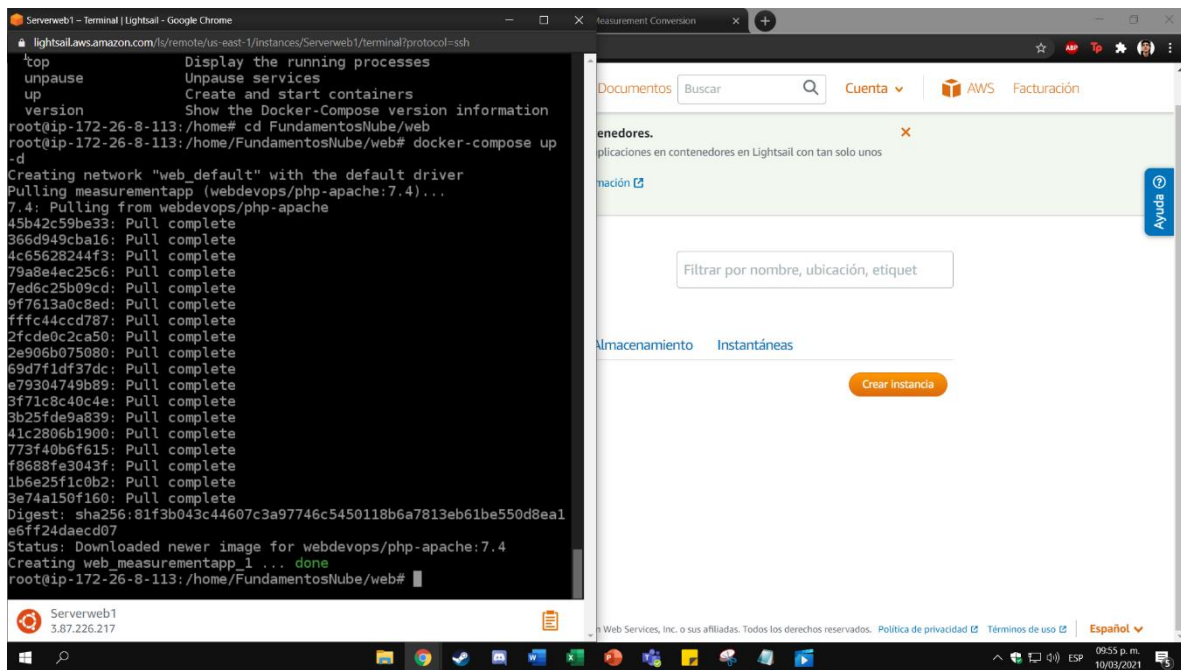 Serverweb1 – Terminal | Lightsail - Google Chrome
lightsail.aws.amazon.com/ls/remote/us-east-1/instances/Serverweb1/terminal?protocol=ssh
top Display the running processes
unpause Unpause services
up Create and start containers
version Show the Docker-Compose version information
root@ip-172-26-8-113:/home# cd FundamentosNube/web
root@ip-172-26-8-113:/home/FundamentosNube/web# docker-compose up
-d
Creating network "web_default" with the default driver
Pulling measurementapp (webdevops/php-apache:7.4)...
7.4: Pulling from webdevops/php-apache
45b42c59be33: Pull complete
366d949cba16: Pull complete
4c65628244f3: Pull complete
79a8e4ec25c6: Pull complete
7ed6c25b09cd: Pull complete
9f7613a0c8ed: Pull complete
fffc44ccd787: Pull complete
2fcde0c2ca50: Pull complete
2e906b075080: Pull complete
69d7f1df37dc: Pull complete
e79304749b89: Pull complete
3f71c8c40c4e: Pull complete
3b25fde9a839: Pull complete
41c2806b1900: Pull complete
773f40b6f615: Pull complete
f8688fe3043f: Pull complete
1b6e25f1c0b2: Pull complete
3e74a150f160: Pull complete
Digest: sha256:81f3b043c44607c3a97746c5450118b6a7813eb61be550d8ea1
e6ff24daecd07
Status: Downloaded newer image for webdevops/php-apache:7.4
Creating web_measurementapp_1 ... done
root@ip-172-26-8-113:/home/FundamentosNube/web#
Serverweb1
3.87.226.217
Measurement Conversion
ABP Tp
Documentos Buscar Cuenta AWS Facturación
enedores.
plicaciones en contenedores en Lightsail con tan solo unos
mación
Ayuda
Filtrar por nombre, ubicación, etiquet
Almacenamiento Instantáneas
Crear instancia
n Web Services, Inc. o sus afiliadas. Todos los derechos reservados. Política de privacidad Términos de uso Español
ESP
09:55 p. m.
10/03/2021
5